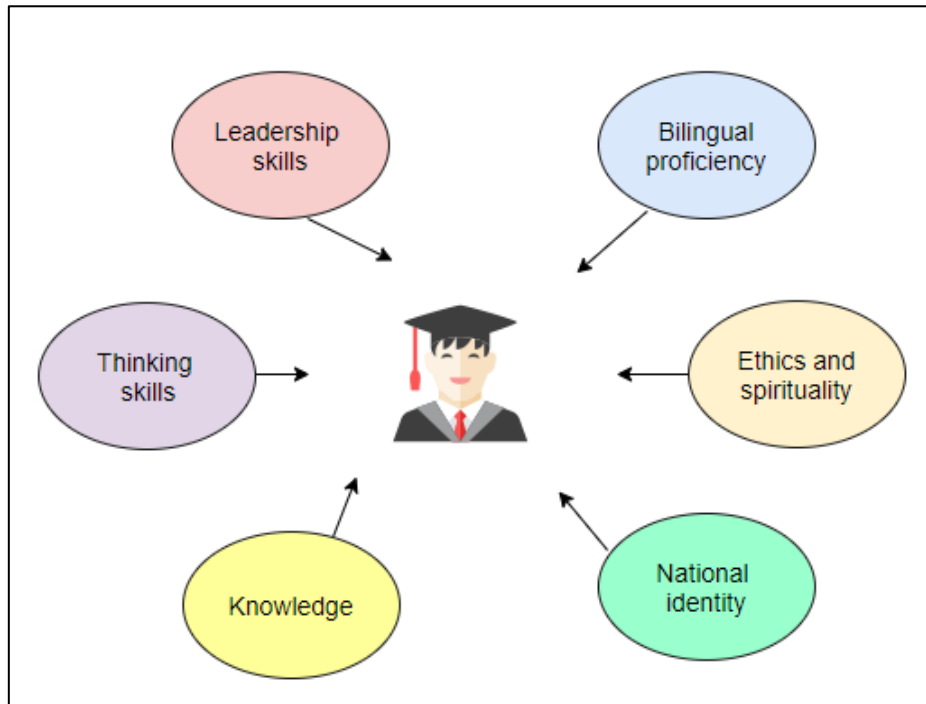 Leadership
skills
Bilingual
proficiency
Thinking
skills
Ethics and
spirituality
Knowledge
National
identity